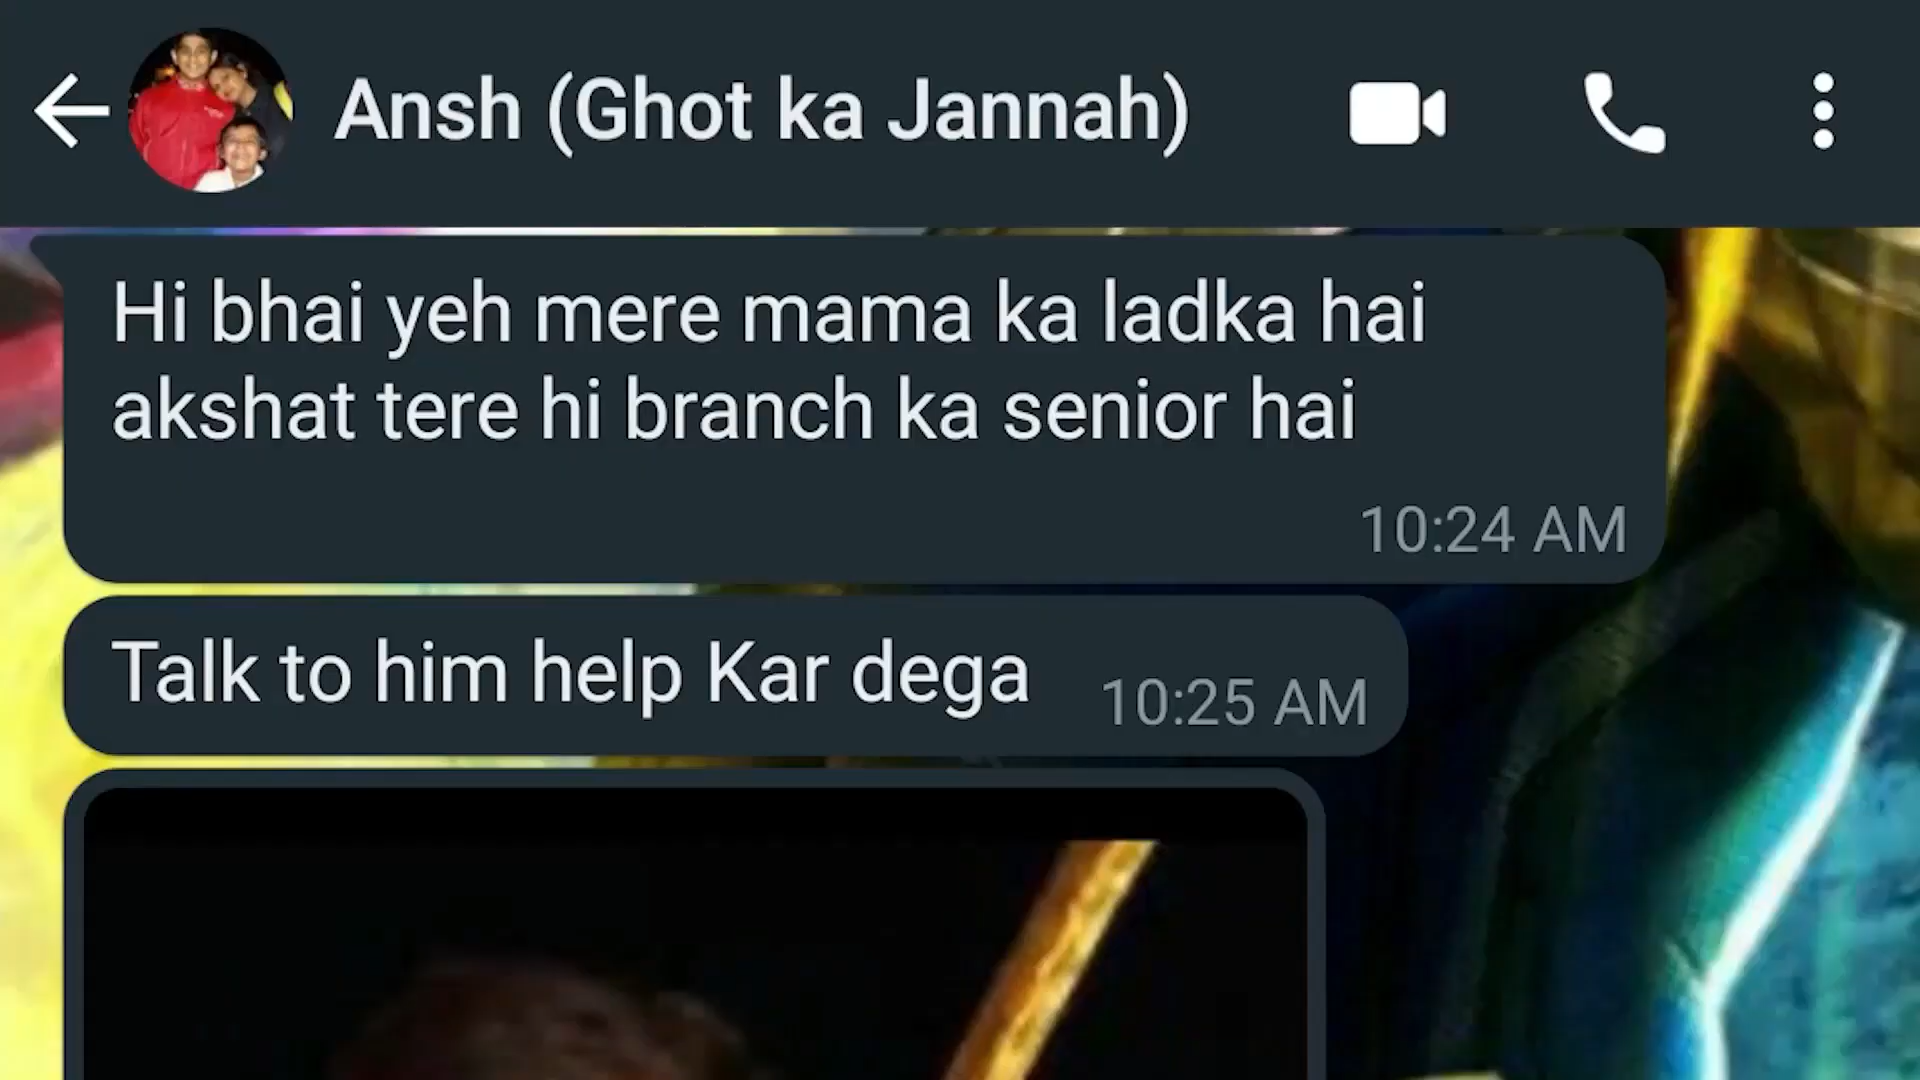 Ansh (Ghot ka Jannah)
Hi bhai yeh mere mama ka ladka hai
akshat tere hi branch ka senior hai
10:24 AM
Talk to him help Kar dega
10:25 AM